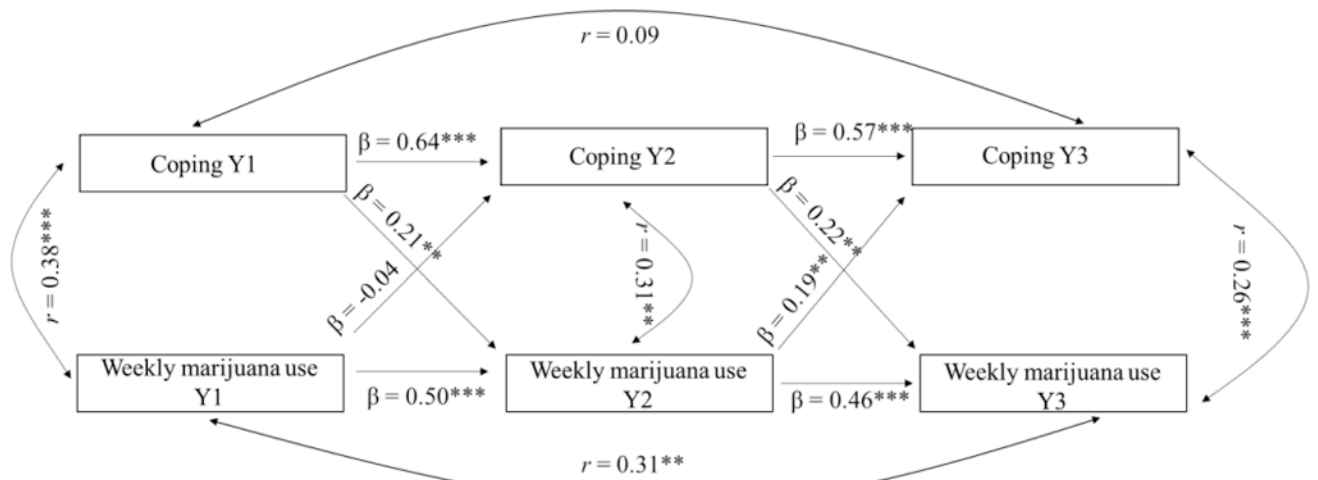 r = 0.09
β = 0.64***
β = 0.57***
Coping Y1
Coping Y2
Coping Y3
β = 0.21**
β = -0.04
β = 0.22**
β = 0.19**
r = 0.38***
r = 0.31**
r = 0.26***
Weekly marijuana use
Y1
Weekly marijuana use
Y2
Weekly marijuana use
Y3
β = 0.50***
β = 0.46***
r = 0.31**